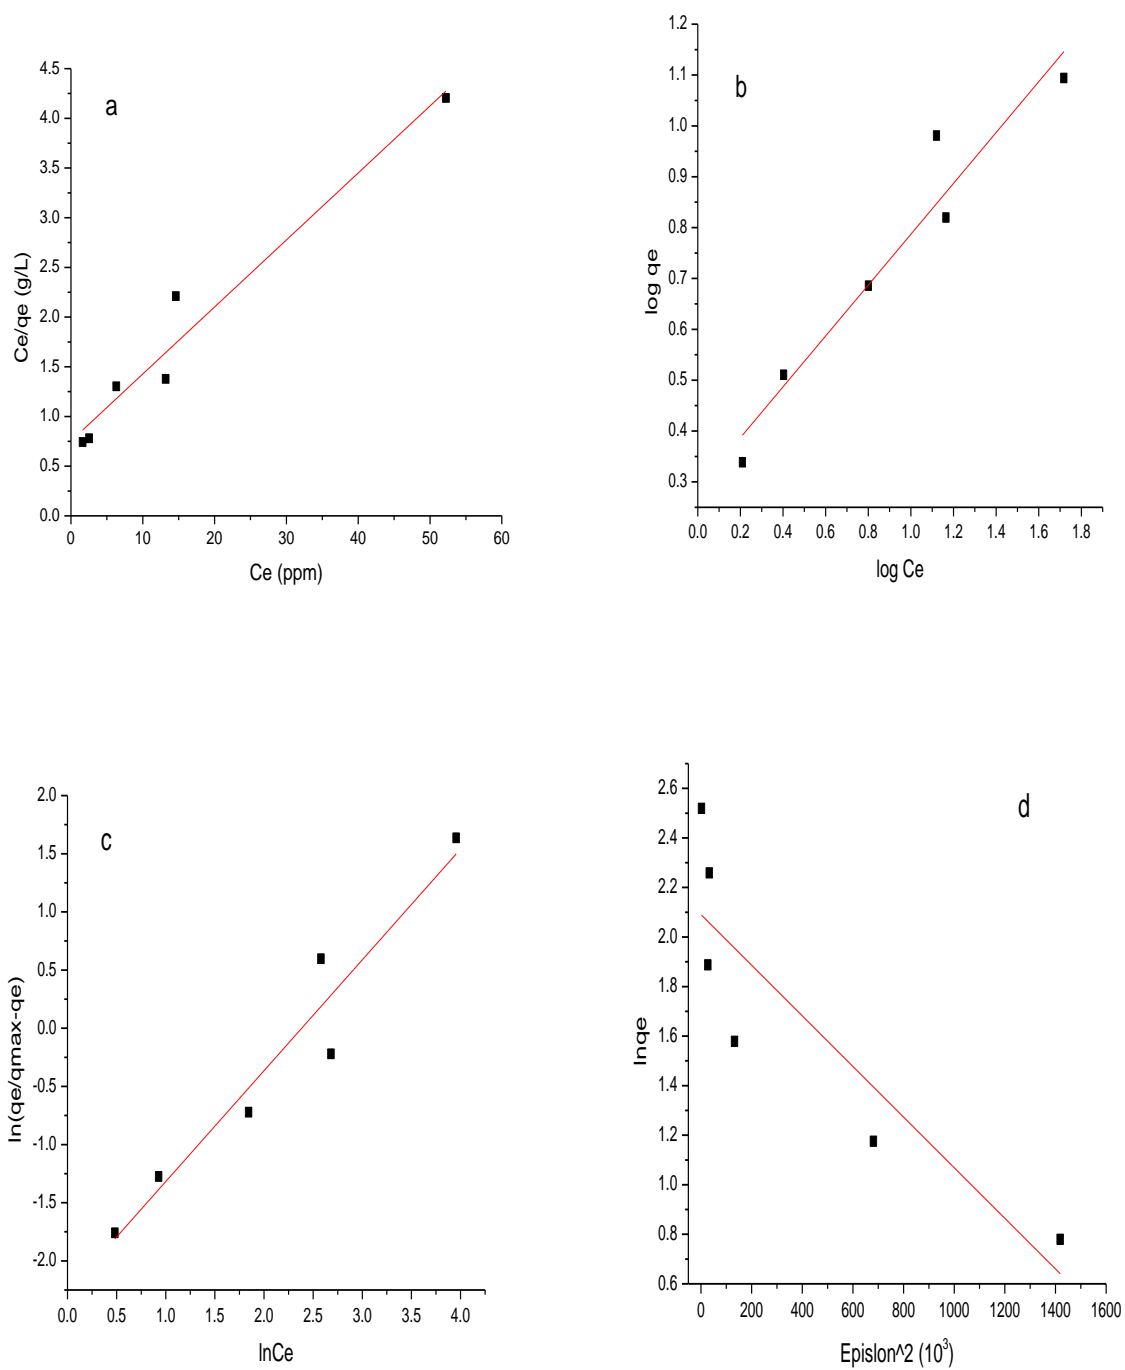 a
4.5
4.0
3.5
3.0
2.5
2.0
1.5
1.0
0.5
0.0
Ce/qe (g/L)
0 10 20 30 40 50 60
Ce (ppm)
b
1.2
1.1
1.0
0.9
0.8
0.7
0.6
0.5
0.4
0.3
log qe
0.0 0.2 0.4 0.6 0.8 1.0 1.2 1.4 1.6 1.8
log Ce
c
2.0
1.5
1.0
0.5
0.0
-0.5
-1.0
-1.5
-2.0
ln(qe/qmax-qe)
0.0 0.5 1.0 1.5 2.0 2.5 3.0 3.5 4.0
lnCe
d
2.6
2.4
2.2
2.0
1.8
1.6
1.4
1.2
1.0
0.8
0.6
lnqe
0 200 400 600 800 1000 1200 1400 1600
Epislon^2 (10³)